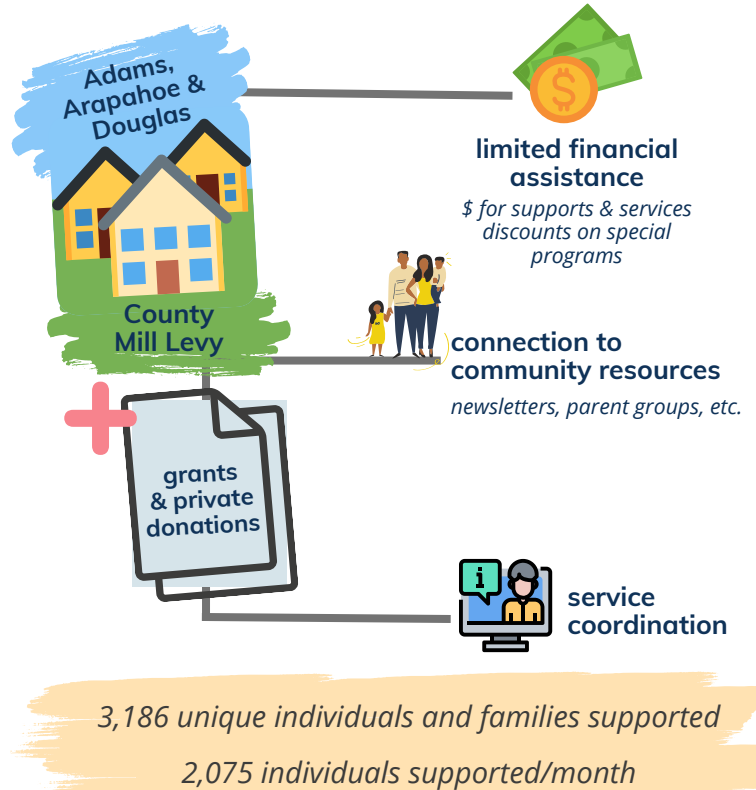 Adams,
Arapahoe &
Douglas
$
limited financial
assistance
$ for supports & services
discounts on special
programs
County
Mill Levy
connection to
community resources
newsletters, parent groups, etc.
grants
& private
donations
i
service
coordination
3,186 unique individuals and families supported
2,075 individuals supported/month